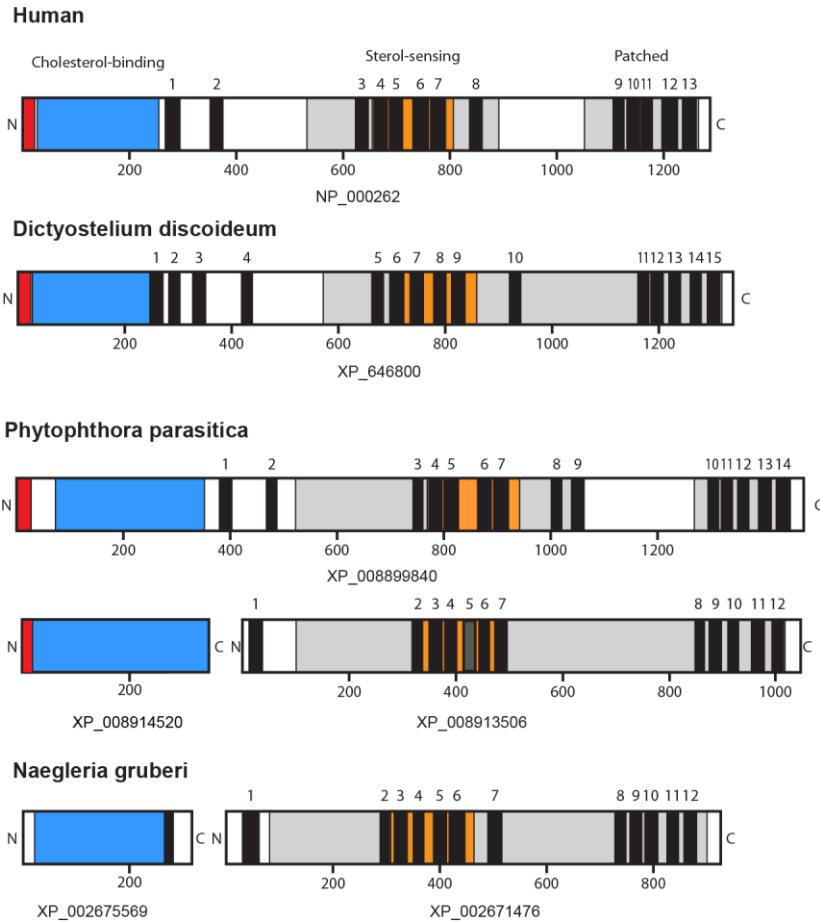 Human
Cholesterol-binding Sterol-sensing Patched
1 2 3 4 5 6 7 8 9 10 11 12 13
N C
200 400 600 800 1000 1200
NP_000262
Dictyostelium discoideum
1 2 3 4 5 6 7 8 9 10 11 12 13 14 15
N C
200 400 600 800 1000 1200
XP_646800
Phytophthora parasitica
1 2 3 4 5 6 7 8 9 10 11 12 13 14
N C
200 400 600 800 1000 1200
XP_008899840
1 2 3 4 5 6 7 8 9 10 11 12
N C N C
200 200 400 600 800 1000
XP_008914520 XP_008913506
Naegleria gruberi
1 2 3 4 5 6 7 8 9 10 11 12
N C N C
200 200 400 600 800
XP_002675569 XP_002671476